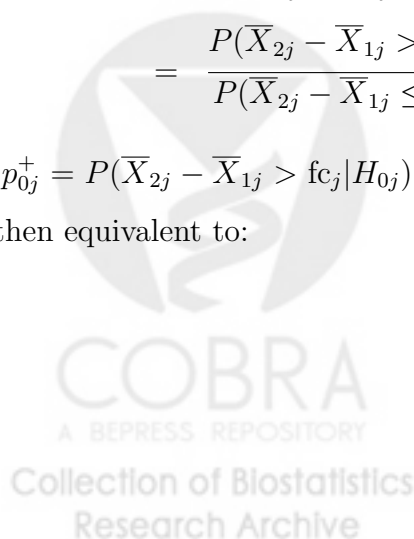 = P(X̅₂ⱼ − X̅₁ⱼ >
P(X̅₂ⱼ − X̅₁ⱼ ≤
p⁺₀ⱼ = P(X̅₂ⱼ − X̅₁ⱼ > fcⱼ|H₀ⱼ)
then equivalent to:
COBRA
A BEPRESS REPOSITORY
Collection of Biostatistics
Research Archive